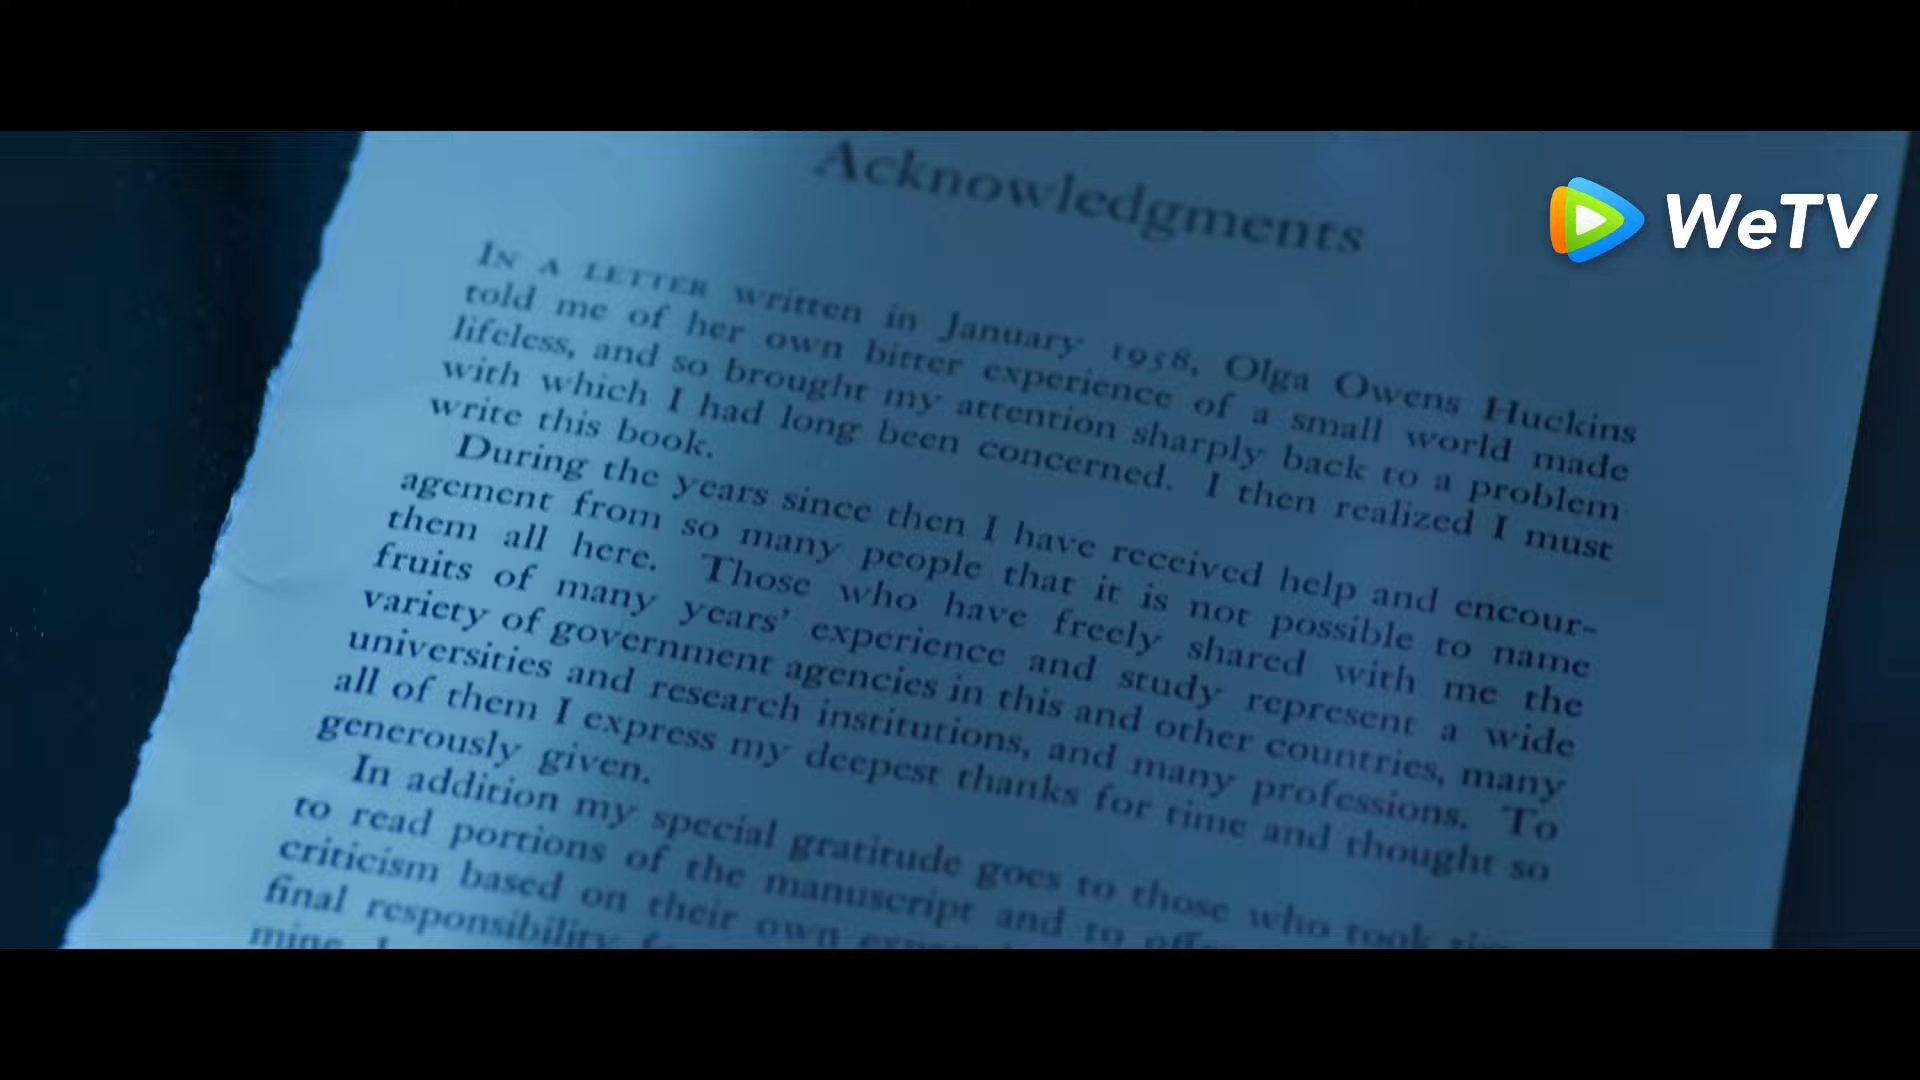 WeTV
Acknowledgments
IN A LETTER written in January 1958, Olga Owens Huckins
told me of her own bitter experience of a small world made
lifeless, and so brought my attention sharply back to a problem
with which I had long been concerned. I then realized I must
write this book.
During the years since then I have received help and encour-
agement from so many people that it is not possible to name
them all here. Those who have freely shared with me the
fruits of many years' experience and study represent a wide
variety of government agencies in this and other countries, many
universities and research institutions, and many professions. To
all of them I express my deepest thanks for time and thought so
generously given.
In addition my special gratitude goes to those who took
to read portions of the manuscript and to
criticism based on their own
final responsibility
mine